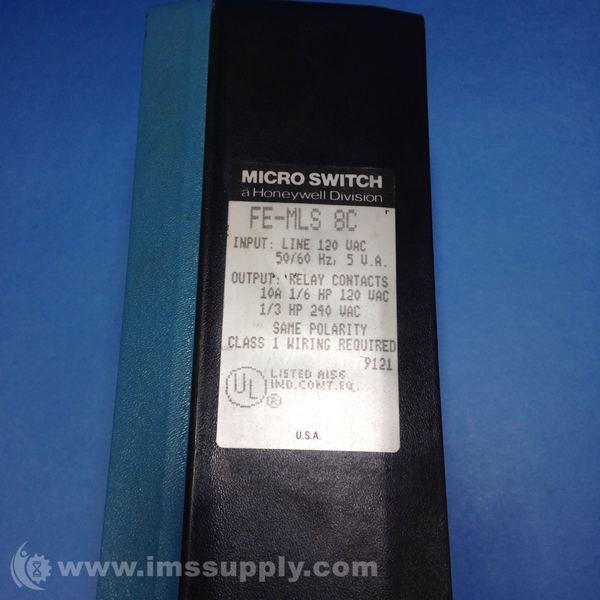 MICRO SWITCH
a Honeywell Division
FE-MLS 8C
INPUT: LINE 120 VAC
50/60 Hz, 5 V.A.
OUTPUT: RELAY CONTACTS
10A 1/6 HP 120 VAC
1/3 HP 240 VAC
SAME POLARITY
CLASS 1 WIRING REQUIRED
9121
UL LISTED A156
IND.CONT.EQ.
®
U.S.A.
www.imssupply.com